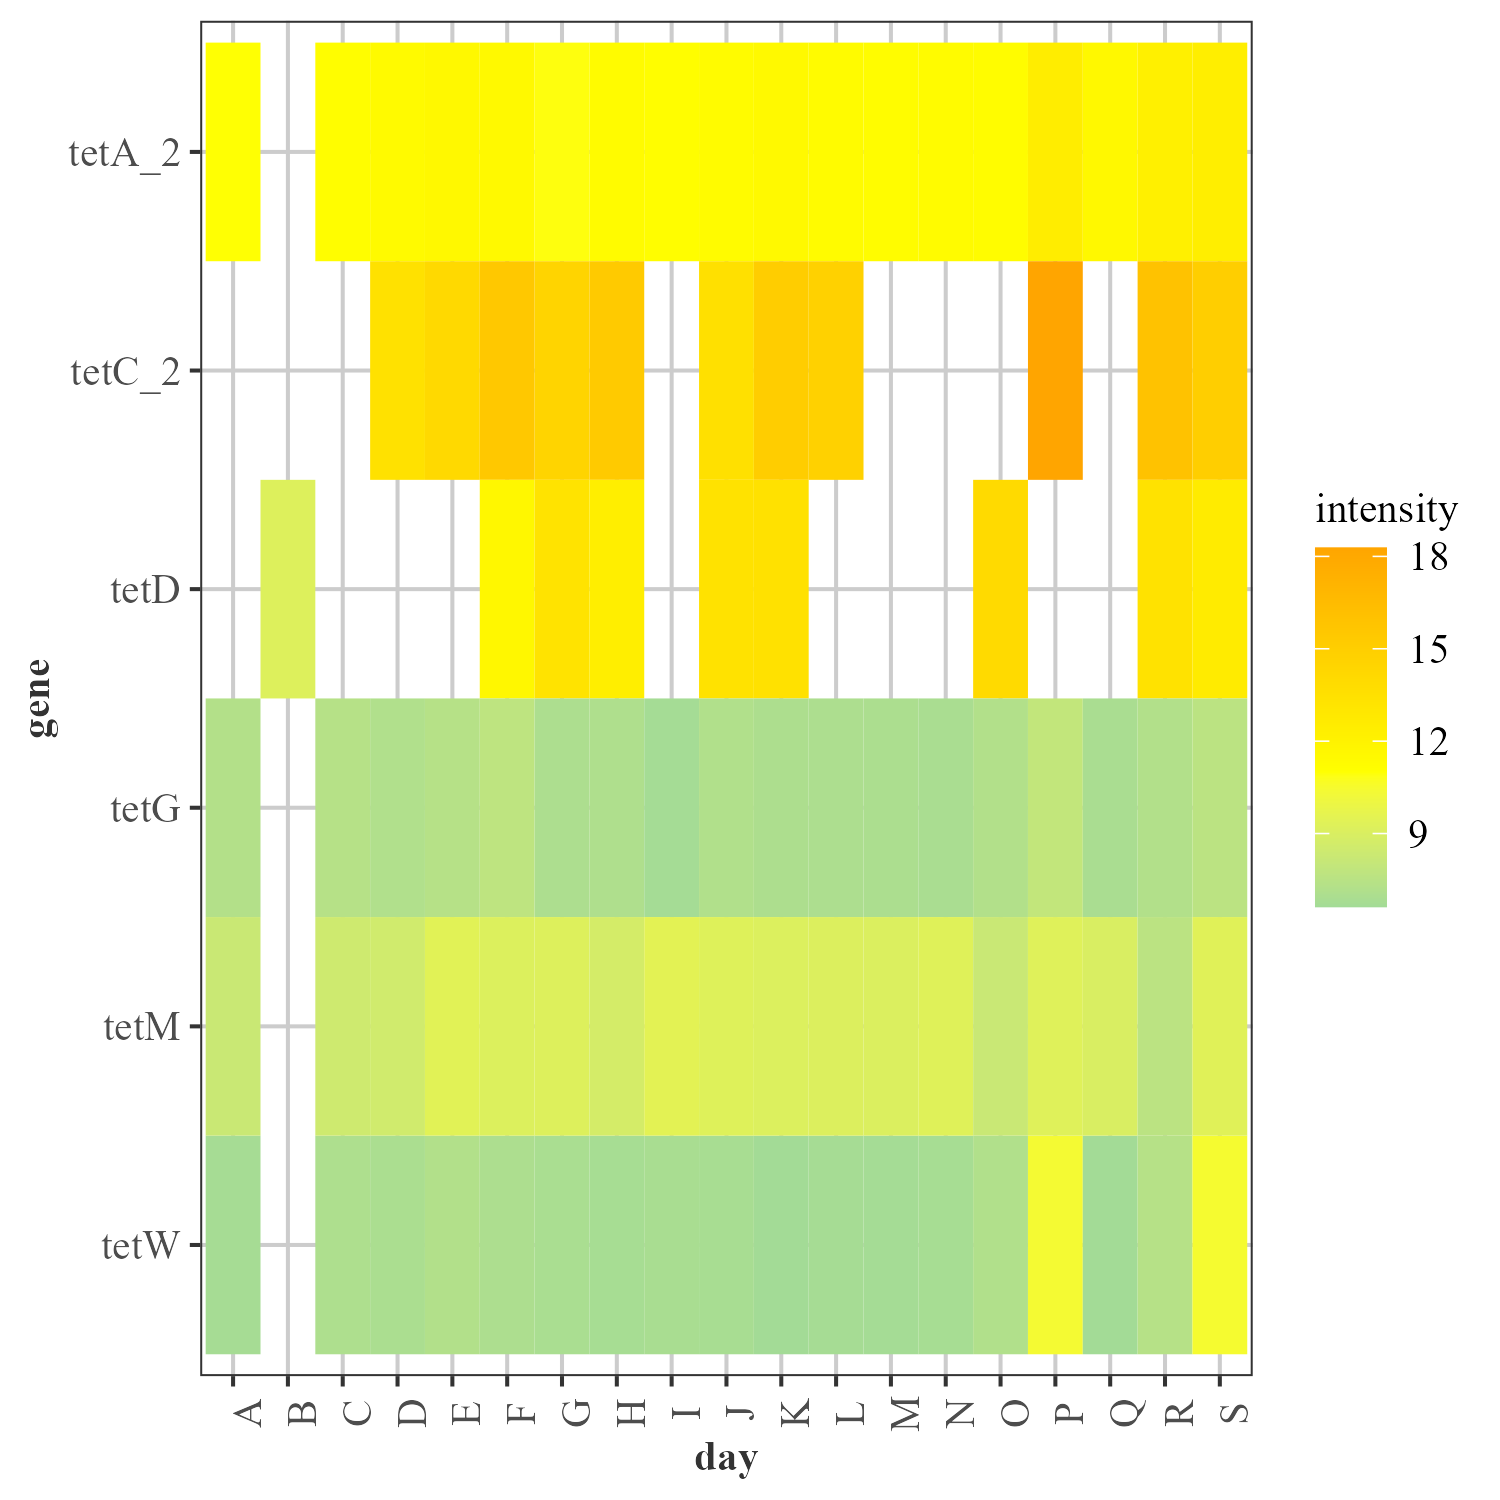 tetA_2
tetC_2
tetD
tetG
tetM
tetW
gene
A B C D E F G H I J K L M N O P Q R S
day
intensity
18
15
12
9